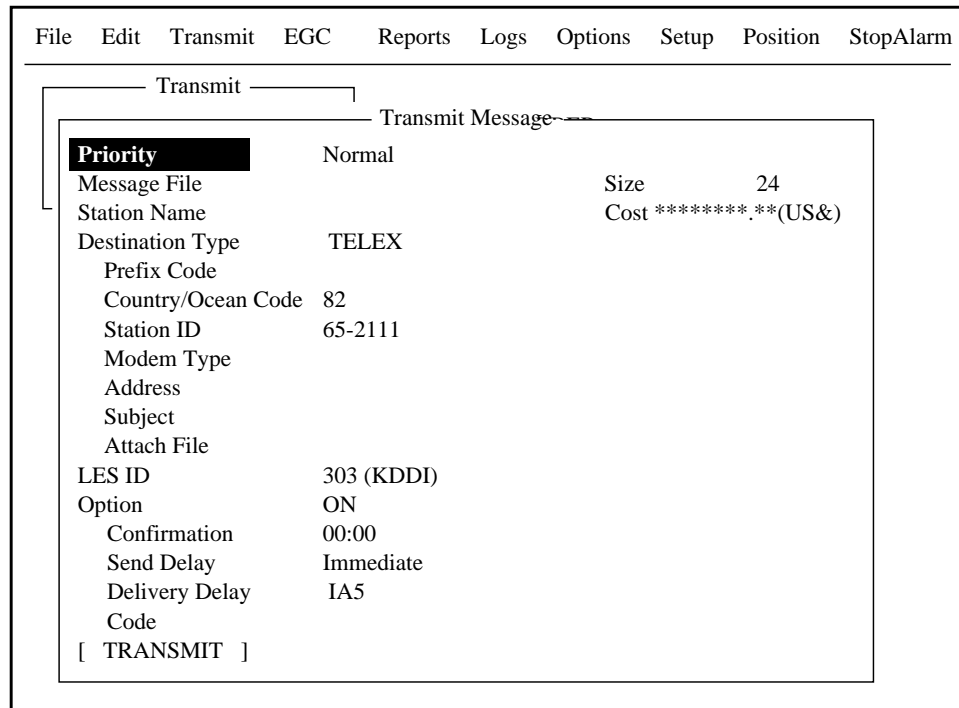 File Edit Transmit EGC Reports Logs Options Setup Position StopAlarm
Transmit
Transmit Message
Priority Normal
Message File Size 24
Station Name Cost ********.**(US&)
Destination Type TELEX
Prefix Code
Country/Ocean Code 82
Station ID 65-2111
Modem Type
Address
Subject
Attach File
LES ID 303 (KDDI)
Option ON
Confirmation 00:00
Send Delay Immediate
Delivery Delay IA5
Code
[ TRANSMIT ]